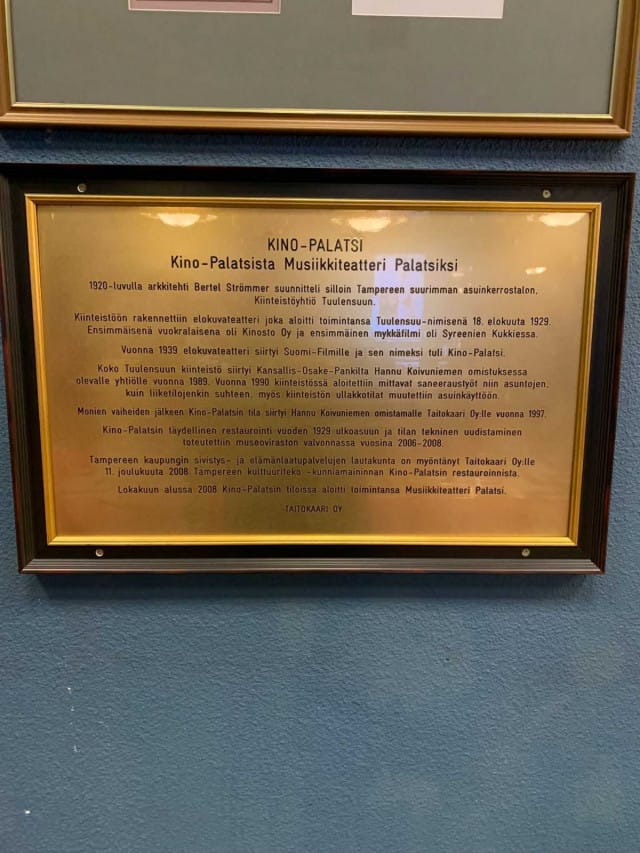 KINO-PALATSI
Kino-Palatsista Musiikkiteatteri Palatsiksi
1920-luvulla arkkitehti Bertel Strömmer suunnitteli silloin Tampereen suurimman asuinkerrostalon,
Kiinteistöyhtiö Tuulensuun.
Kiinteistöön rakennettiin elokuvateatteri joka aloitti toimintansa Tuulensuu-nimisenä 18. elokuuta 1929.
Ensimmäisenä vuokralaisena oli Kinosto Oy ja ensimmäinen mykkäfilmi oli Syreenien Kukkiessa.
Vuonna 1939 elokuvateatteri siirtyi Suomi-Filmille ja sen nimeksi tuli Kino-Palatsi.
Koko Tuulensuun kiinteistö siirtyi Kansallis-Osake-Pankilta Hannu Koivuniemen omistuksessa
olevalle yhtiölle vuonna 1989. Vuonna 1990 kiinteistössä aloitettiin mittavat saneeraustyöt niin asuntojen,
kuin liiketilojenkin suhteen, myös kiinteistön ullakkotilat muutettiin asuinkäyttöön.
Monien vaiheiden jälkeen Kino-Palatsin tila siirtyi Hannu Koivuniemen omistamalle Taitokaari Oy:lle vuonna 1997.
Kino-Palatsin täydellinen restaurointi vuoden 1929 ulkoasuun ja tilan tekninen uudistaminen
toteutettiin museoviraston valvonnassa vuosina 2006-2008.
Tampereen kaupungin sivistys- ja elämänlaatupalvelujen lautakunta on myöntänyt Taitokaari Oy:lle
11. joulukuuta 2008 Tampereen kulttuuriteko -kunniamaininnan Kino-Palatsin restauroinnista.
Lokakuun alussa 2008 Kino-Palatsin tiloissa aloitti toimintansa Musiikkiteatteri Palatsi.
TAITOKAARI OY